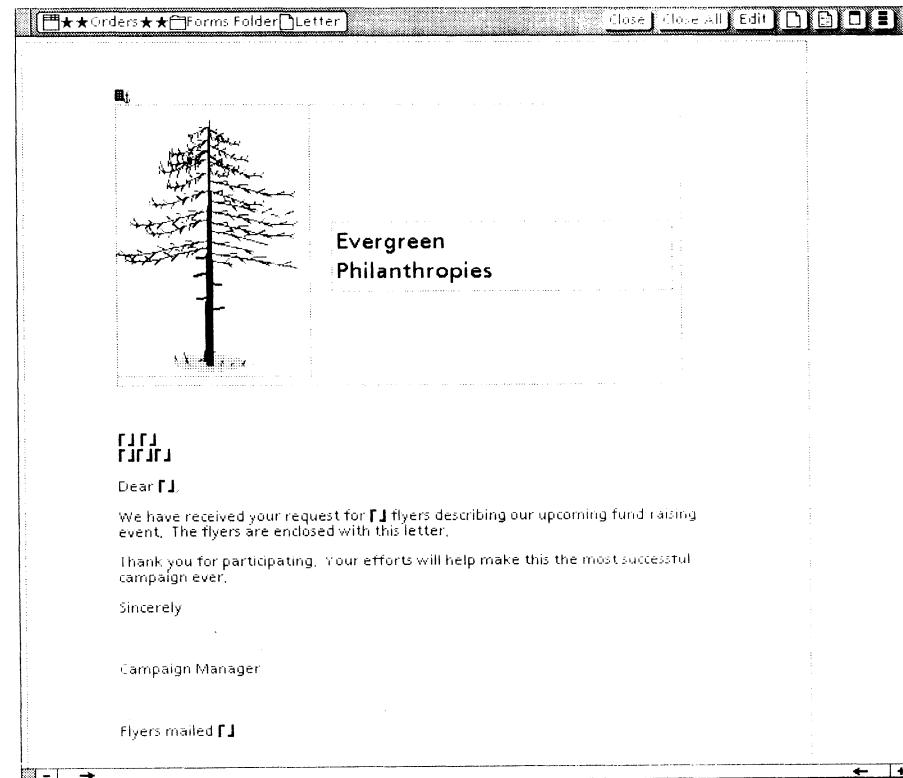 ★★Orders★★Forms Folder Letter Close Close All Edit
Evergreen
Philanthropies
⌈⌋⌈⌋
⌈⌋⌈⌋⌈⌋
Dear ⌈⌋,
We have received your request for ⌈⌋ flyers describing our upcoming fund raising
event. The flyers are enclosed with this letter.
Thank you for participating. Your efforts will help make this the most successful
campaign ever.
Sincerely
Campaign Manager
Flyers mailed ⌈⌋